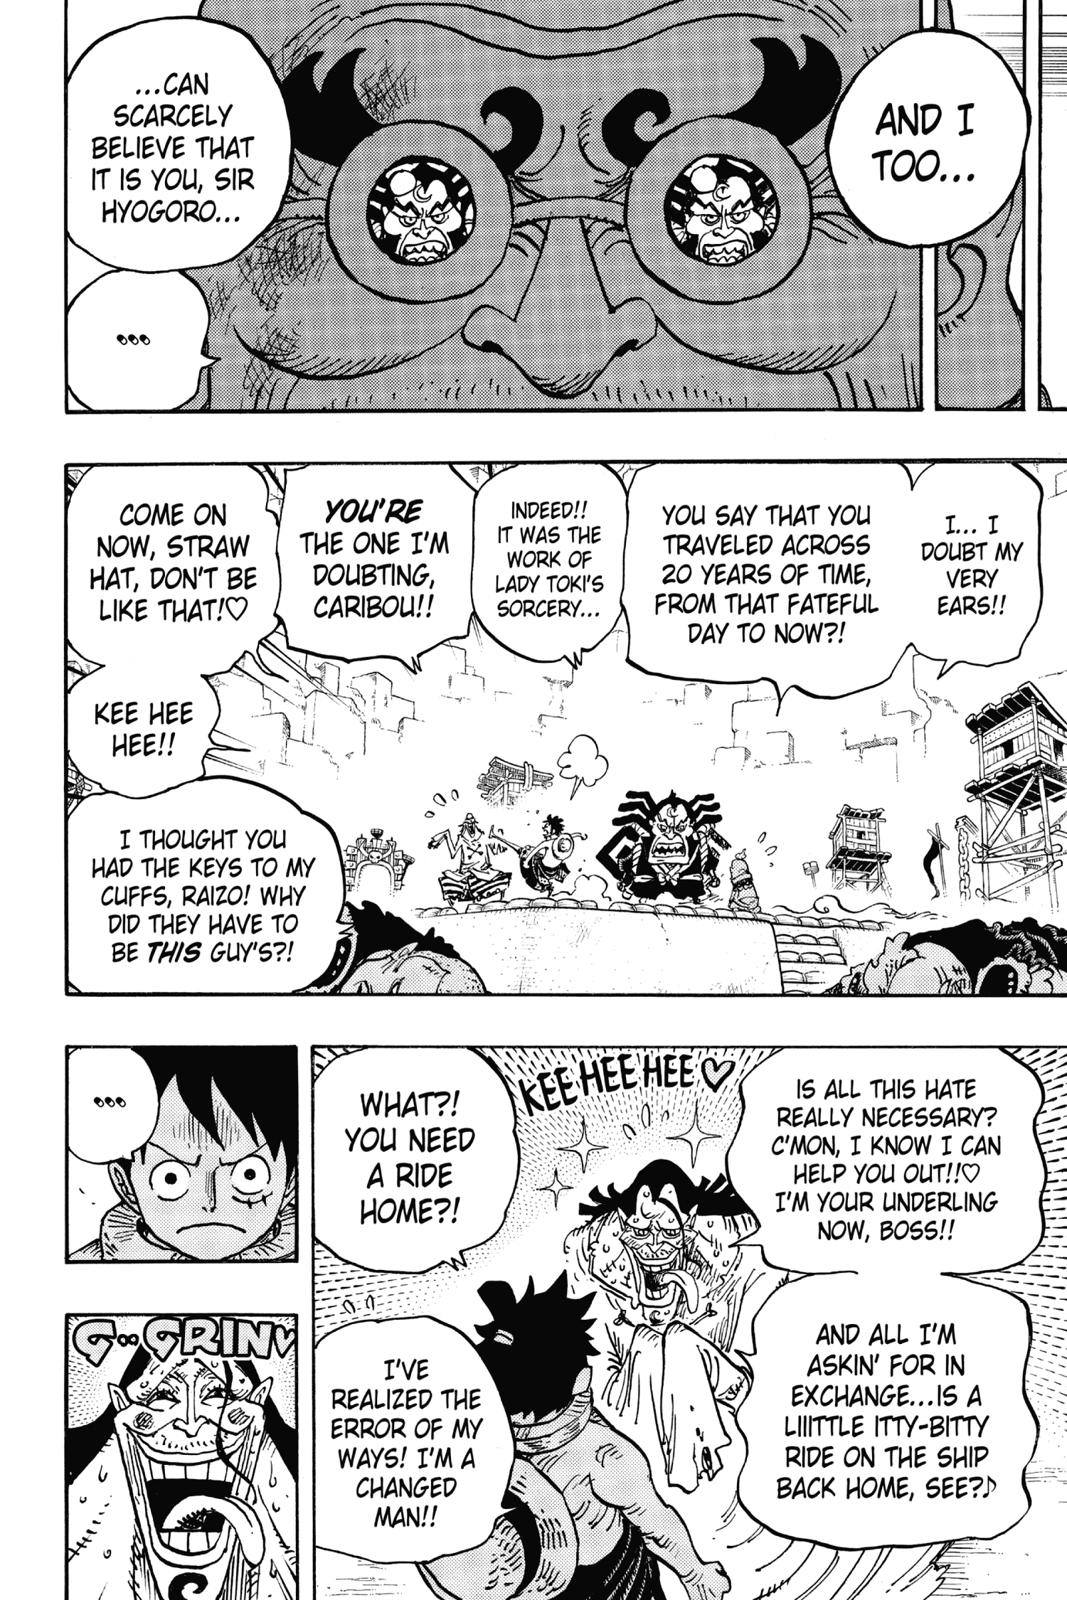 AND I
TOO...
...CAN
SCARCELY
BELIEVE THAT
IT IS YOU, SIR
HYOGORO...
...
I... I
DOUBT MY
VERY
EARS!!
YOU SAY THAT YOU
TRAVELED ACROSS
20 YEARS OF TIME,
FROM THAT FATEFUL
DAY TO NOW?!
INDEED!!
IT WAS THE
WORK OF
LADY TOKI'S
SORCERY...
YOU'RE
THE ONE I'M
DOUBTING,
CARIBOU!!
COME ON
NOW, STRAW
HAT, DON'T BE
LIKE THAT!♡
KEE HEE
HEE!!
I THOUGHT YOU
HAD THE KEYS TO MY
CUFFS, RAIZO! WHY
DID THEY HAVE TO
BE THIS GUY'S?!
IS ALL THIS HATE
REALLY NECESSARY?
C'MON, I KNOW I CAN
HELP YOU OUT!!♡
I'M YOUR UNDERLING
NOW, BOSS!!
KEE HEE HEE ♡
AND ALL I'M
ASKIN' FOR IN
EXCHANGE...IS A
LIIITTLE ITTY-BITTY
RIDE ON THE SHIP
BACK HOME, SEE?♪
WHAT?!
YOU NEED
A RIDE
HOME?!
I'VE
REALIZED THE
ERROR OF MY
WAYS! I'M A
CHANGED
MAN!!
...
G..GRIN♥